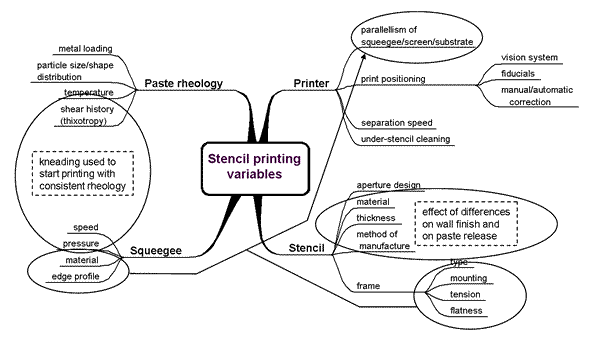 metal loading
particle size/shape
distribution
temperature
shear history
(thixotropy)
Paste rheology
kneading used to
start printing with
consistent rheology
speed
pressure
material
edge profile
Squeegee
Stencil printing
variables
parallellism of
squeegee/screen/substrate
Printer
print positioning
vision system
fiducials
manual/automatic
correction
separation speed
under-stencil cleaning
aperture design
material
thickness
method of
manufacture
effect of differences
on wall finish and
on paste release
Stencil
frame
type
mounting
tension
flatness